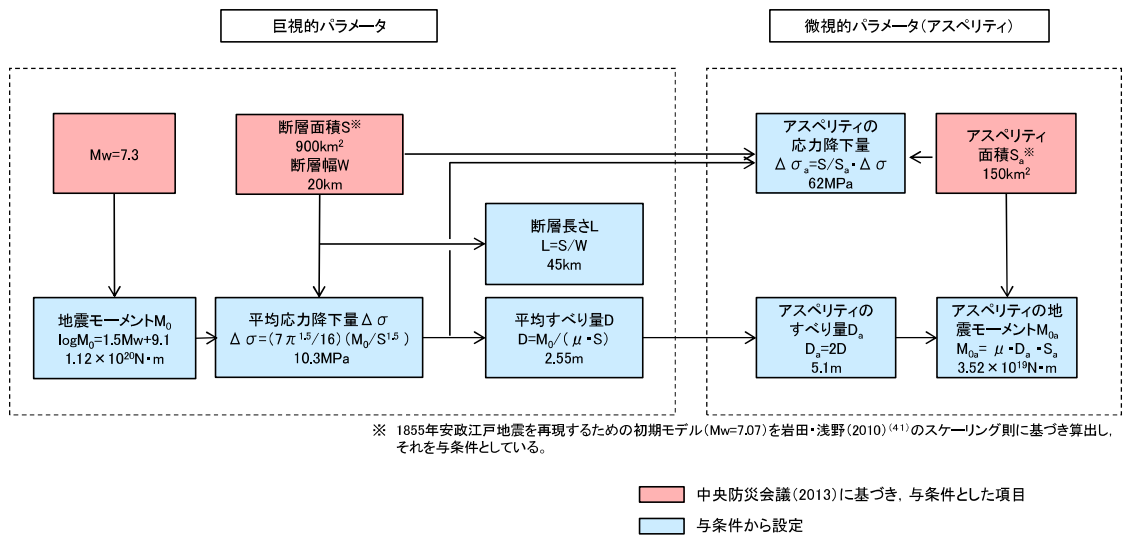 巨視的パラメータ
微視的パラメータ(アスペリティ)
Mw=7.3
断層面積S※
900km²
断層幅W
20km
アスペリティの
応力降下量
Δσₐ=S/Sₐ・Δσ
62MPa
アスペリティ
面積Sₐ※
150km²
断層長さL
L=S/W
45km
地震モーメントM₀
logM₀=1.5Mw+9.1
1.12×10²⁰N・m
平均応力降下量Δσ
Δσ=(7π¹·⁵/16)(M₀/S¹·⁵)
10.3MPa
平均すべり量D
D=M₀/(μ・S)
2.55m
アスペリティの
すべり量Dₐ
Dₐ=2D
5.1m
アスペリティの地
震モーメントM₀ₐ
M₀ₐ= μ・Dₐ・Sₐ
3.52×10¹⁹N・m
※ 1855年安政江戸地震を再現するための初期モデル(Mw=7.07)を岩田・浅野(2010)⁽⁴¹⁾のスケーリング則に基づき算出し,
それを与条件としている。
中央防災会議(2013)に基づき, 与条件とした項目
与条件から設定